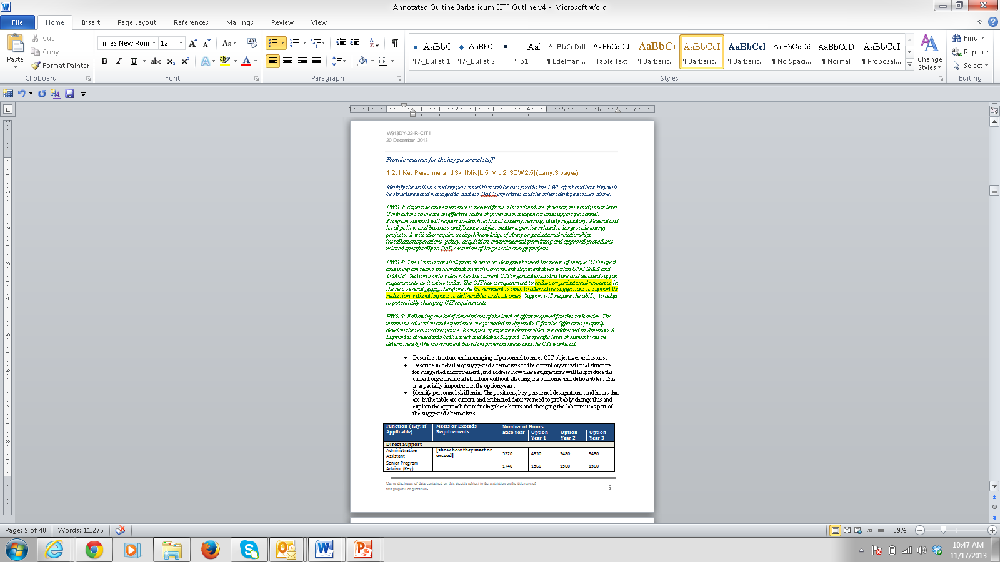 Annotated Oultine Barbaricum EITF Outline v4 - Microsoft Word
File Home Insert Page Layout References Mailings Review View
Paste
Cut
Copy
Format Painter
Clipboard
Times New Rom 12
Font
Paragraph
AaBbC AaBbCc AaI AaBbCcDdI AaBbCcDd AaBbC AaBbCcI AaBbCcI AaBbCcDc AaBbCcD AaBbCcI
¶ A_Bullet 1 ¶ A_Bullet 2 ¶ b1 ¶ Edelman... Table Text ¶ Barbaric... ¶ Barbaric... ¶ Barbaric... ¶ No Spaci... ¶ Normal ¶ Proposal...
Change Styles
Styles
Find
Replace
Select
Editing
W913DY-22-R-CIT1
20 December 2013
Provide resumes for the key personnel staff.
1.2.1 Key Personnel and Skill Mix [L.5, M.b.2, SOW 2.5] (Larry, 3 pages)
Identify the skill mix and key personnel that will be assigned to the PWS effort and how they will
be structured and managed to address DoD's objectives and the other identified issues above.
PWS 3: Expertise and experience is needed from a broad mixture of senior, mid and junior level
Contractors to create an effective cadre of program management and support personnel.
Program support will require in-depth technical and engineering, utility regulatory, Federal and
local policy, and business and finance subject matter expertise related to large scale energy
projects. It will also require in-depth knowledge of Army organizational relationships,
installation operations, policy, acquisition, environmental permitting and approval procedures
related specifically to DoD execution of large scale energy projects.
PWS 4: The Contractor shall provide services designed to meet the needs of unique CIT project
and program teams in coordination with Government Representatives within ONC IE&E and
USACE. Section 5 below describes the current CIT organizational structure and detailed support
requirements as it exists today. The CIT has a requirement to reduce organizational resources in
the next several years, therefore the Government is open to alternative suggestions to support the
reduction without impacts to deliverables and outcomes. Support will require the ability to adapt
to potentially changing CIT requirements.
PWS 5: Following are brief descriptions of the level of effort required for this task order. The
minimum education and experience are provided in Appendix C for the Offeror to properly
develop the required response. Examples of expected deliverables are addressed in Appendix A.
Support is divided into both Direct and Matrix Support. The specific level of support will be
determined by the Government based on program needs and the CIT workload.
• Describe structure and managing of personnel to meet CIT objectives and issues.
• Describe in detail any suggested alternatives to the current organizational structure
for suggested improvement, and address how these suggestions will help reduce the
current organizational structure without affecting the outcome and deliverables. This
is especially important in the option years.
• Identify personnel skill mix. The positions, key personnel designations, and hours that
are in the table are current and estimated data; we need to probably change this and
explain the approach for reducing these hours and changing the labor mix as part of
the suggested alternatives.
Function ( Key, if Applicable) Meets or Exceeds Requirements Number of Hours
Base Year Option Year 1 Option Year 2 Option Year 3
Direct Support
Administrative Assistant [show how they meet or exceed] 5220 4350 3480 3480
Senior Program Advisor (Key) 1740 1560 1560 1560
Use or disclosure of data contained on this sheet is subject to the restriction on the title page of
this proposal or quotation.
9
Page: 9 of 48 Words: 11,275 59%
10:47 AM
11/17/2013